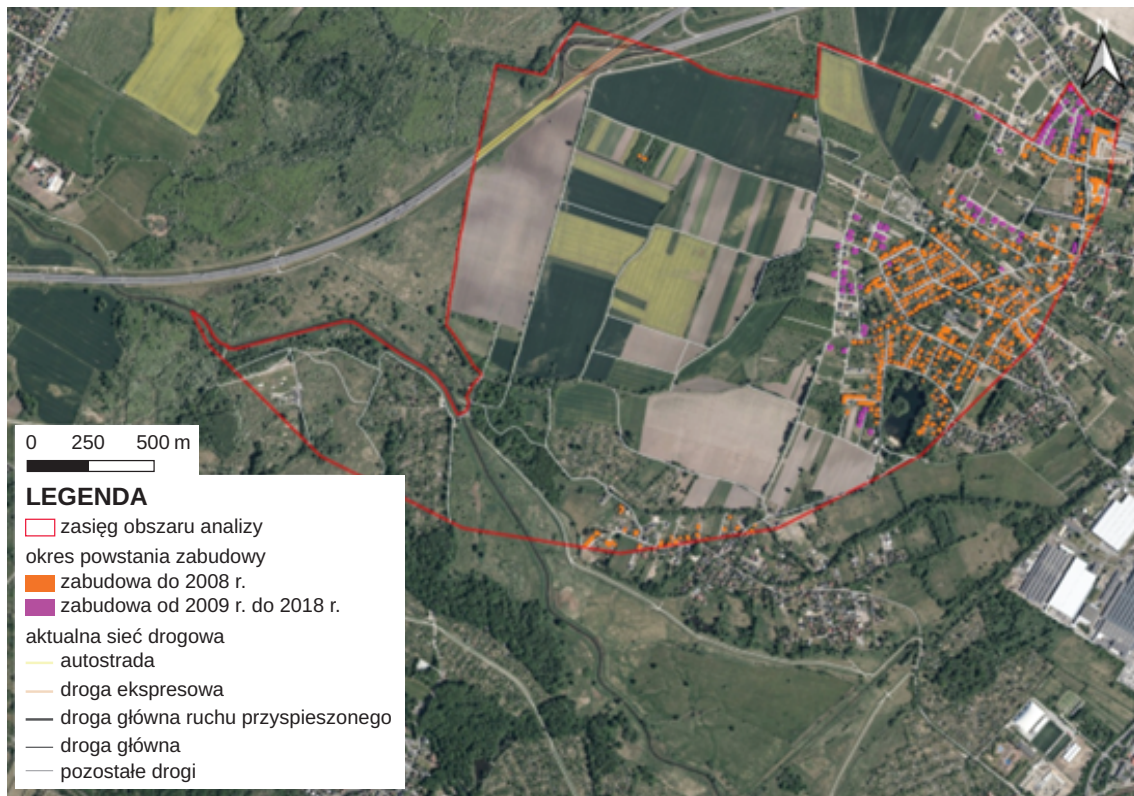 N
0 250 500 m
LEGENDA
zasięg obszaru analizy
okres powstania zabudowy
zabudowa do 2008 r.
zabudowa od 2009 r. do 2018 r.
aktualna sieć drogowa
autostrada
droga ekspresowa
droga główna ruchu przyspieszonego
droga główna
pozostałe drogi